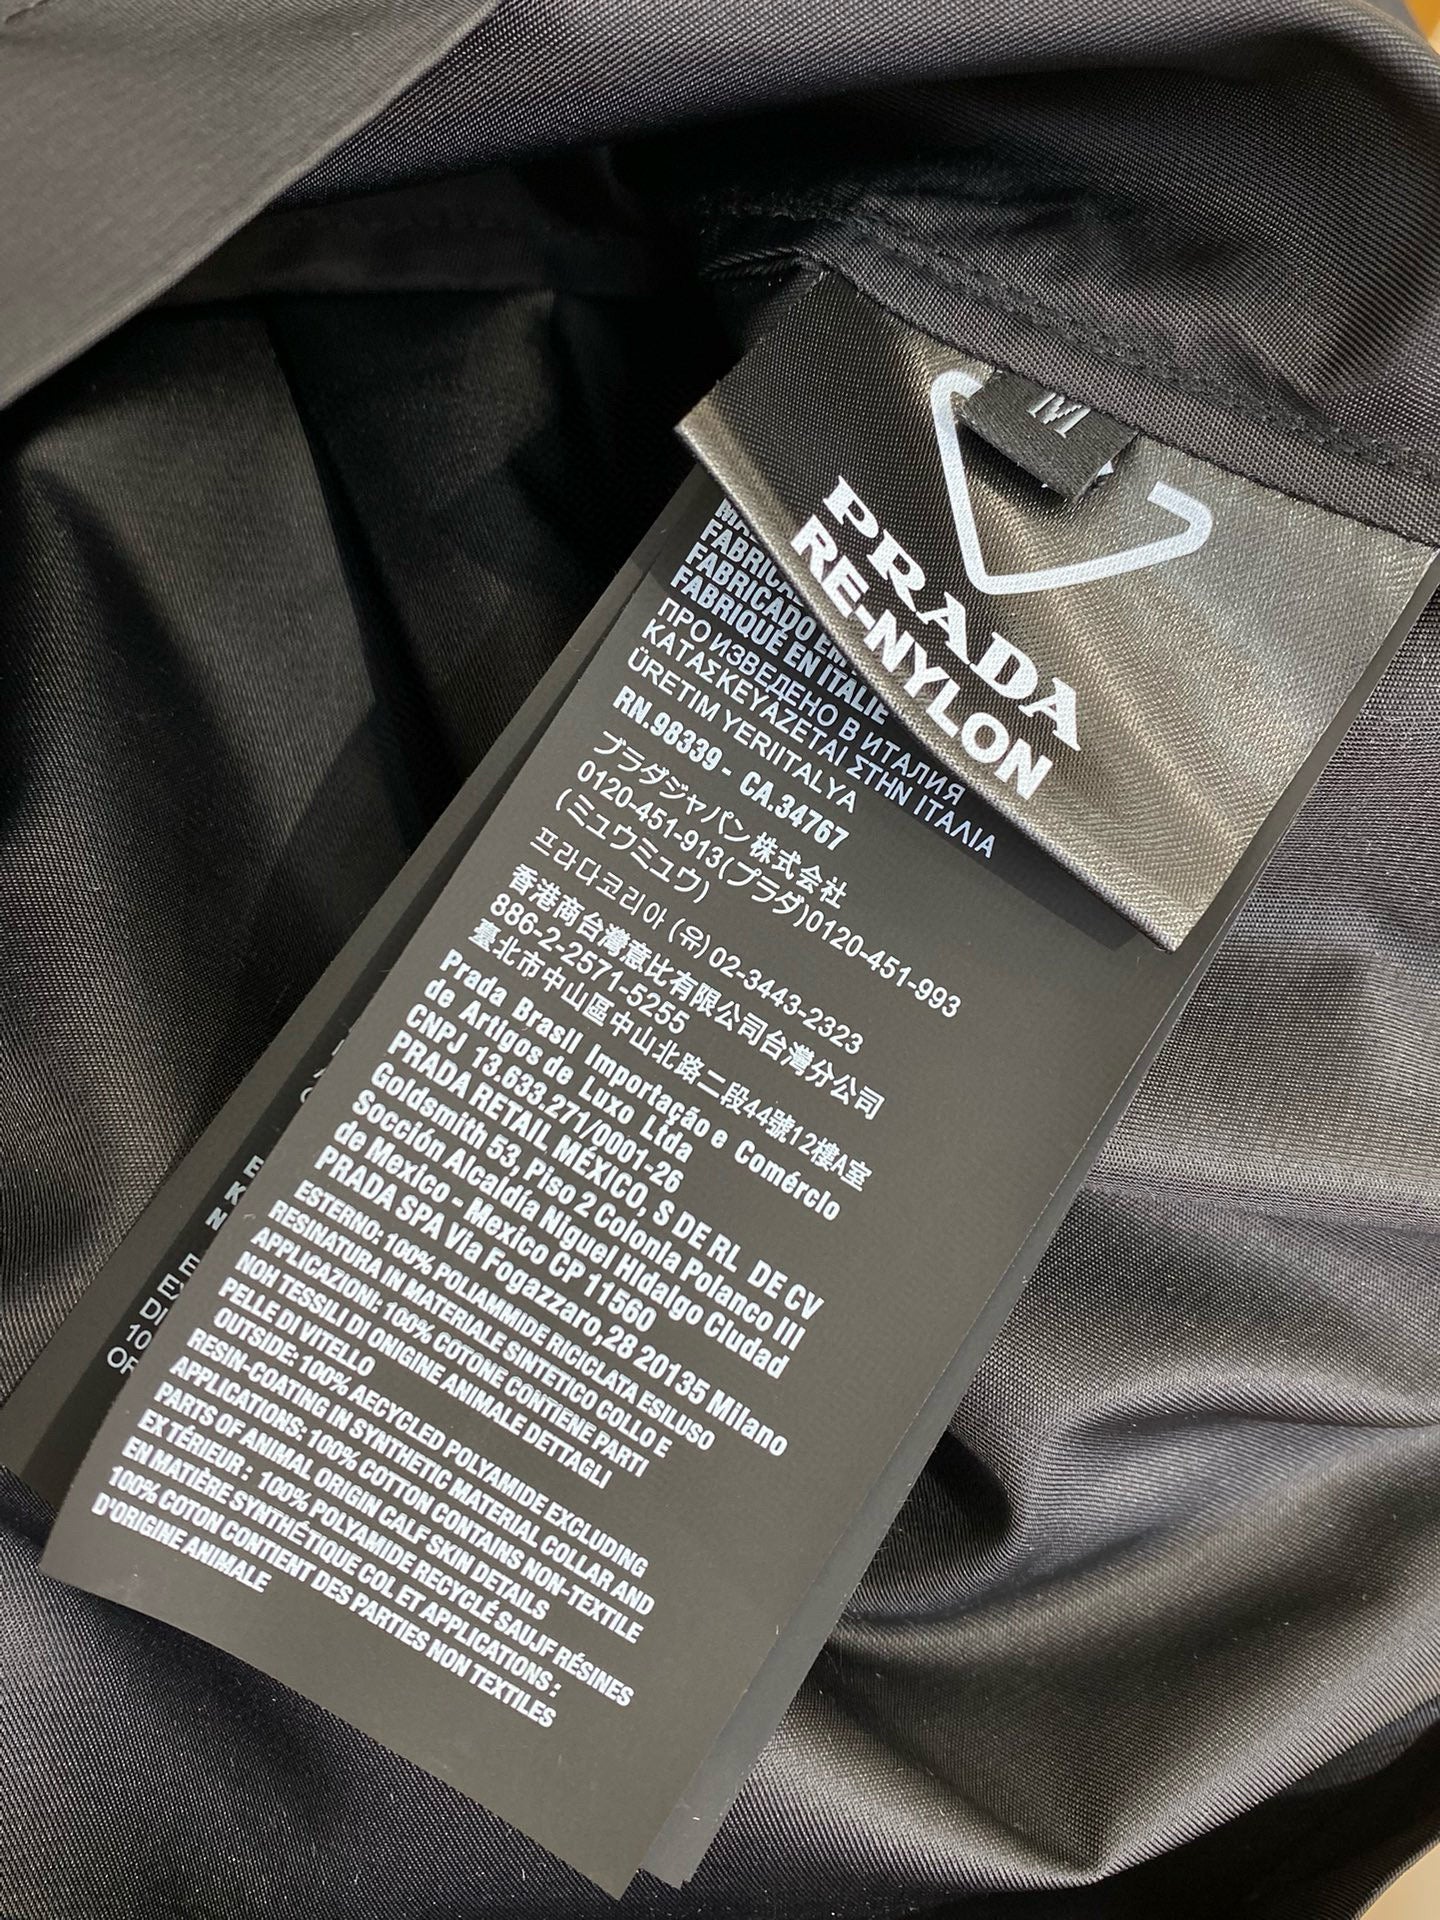 M
PRADA
RE-NYLON
FABRICADO EM
FABRIQUÉ EN ITALIE
ПРОИЗВЕДЕНО В ИТАЛИЯ
ΚΑΤΑΣΚΕΥΆΖΕΤΑΙ ΣΤΗΝ ΙΤΑΛΙΑ
ÜRETIM YERIITALYA
RN.98339 - CA.34767
プラダジャパン株式会社
0120-451-913(プラダ)0120-451-993
(ミュウミュウ)
프라다코리아 (유) 02-3443-2323
香港商台灣意比有限公司台灣分公司
886-2-2571-5255
臺北市中山區中山北路二段44號12樓A室
Prada Brasil Importação e Comércio
de Artigos de Luxo Ltda
CNPJ 13.633.271/0001-26
PRADA RETAIL MÉXICO, S DE RL DE CV
Goldsmith 53, Piso 2 Colonia Polanco III
Socción Alcaldía Niguel Hidalgo Ciudad
de Mexico - Mexico CP 11560
PRADA SPA Via Fogazzaro, 28 20135 Milano
ESTERNO: 100% POLIAMMIDE RICICLATA ESILUSO
RESINATURA IN MATERIALE SINTETICO COLLO E
APPLICAZIONI: 100% COTONE CONTIENE PARTI
NOH TESSILI DI ONIGINE ANIMALE DETTAGLI
PELLE DI VITELLO
OUTSIDE: 100% AECYCLED POLYAMIDE EXCLUDING
RESIN-COATING IN SYNTHETIC MATERIAL COLLAR AND
APPLICATIONS: 100% COTTON CONTAINS NON-TEXTILE
PARTS OF ANIMAL ORIGIN CALF SKIN DETAILS
EX TÉRIEUR : 100% POLYAMIDE RECYCLÉ SAUJF RÉSINES
EN MATIÈRE SYNTHÉTIQUE COL ET APPLICATIONS :
100% COTON CONTIENT DES PARTIES NON TEXTILES
D'ORIGINE ANIMALE